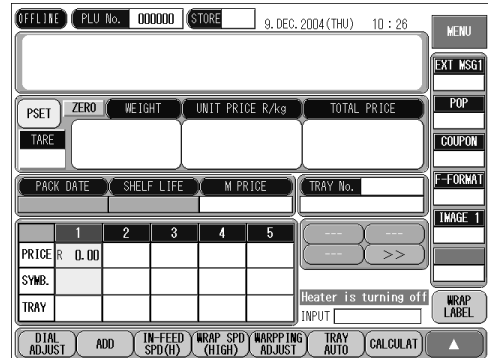 OFFLINE PLU No. 000000 STORE 9.DEC.2004(THU) 10:26
MENU
EXT MSG1
POP
COUPON
F-FORMAT
IMAGE 1
PSET ZERO WEIGHT UNIT PRICE R/kg TOTAL PRICE
TARE
PACK DATE SHELF LIFE M PRICE TRAY No.
1 2 3 4 5
PRICE R 0.00
SYMB.
TRAY
--- ---
--- >>
Heater is turning off
INPUT
WRAP
LABEL
DIAL
ADJUST
ADD
IN-FEED
SPD(H)
WRAP SPD
(HIGH)
WARPPING
ADJUST
TRAY
AUTO
CALCULAT
▲